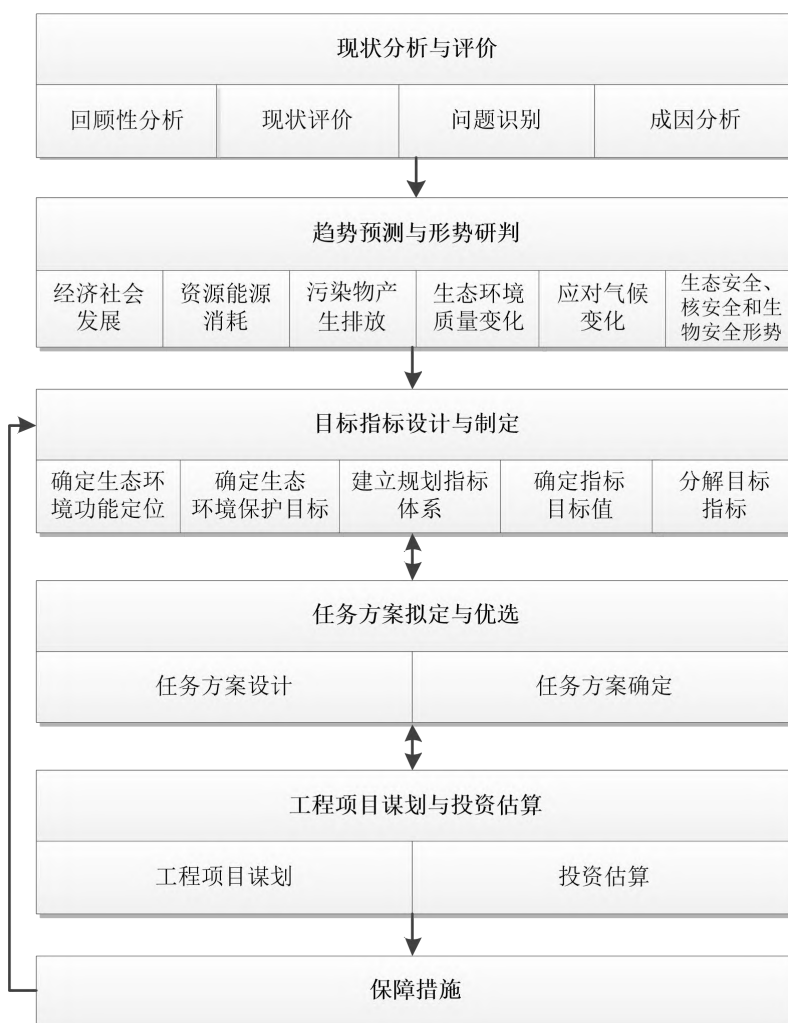 现状分析与评价
回顾性分析
现状评价
问题识别
成因分析
趋势预测与形势研判
经济社会
发展
资源能源
消耗
污染物产
生排放
生态环境
质量变化
应对气候
变化
生态安全、
核安全和生
物安全形势
目标指标设计与制定
确定生态环
境功能定位
确定生态
环境保护目标
建立规划指标
体系
确定指标
目标值
分解目标
指标
任务方案拟定与优选
任务方案设计
任务方案确定
工程项目谋划与投资估算
工程项目谋划
投资估算
保障措施